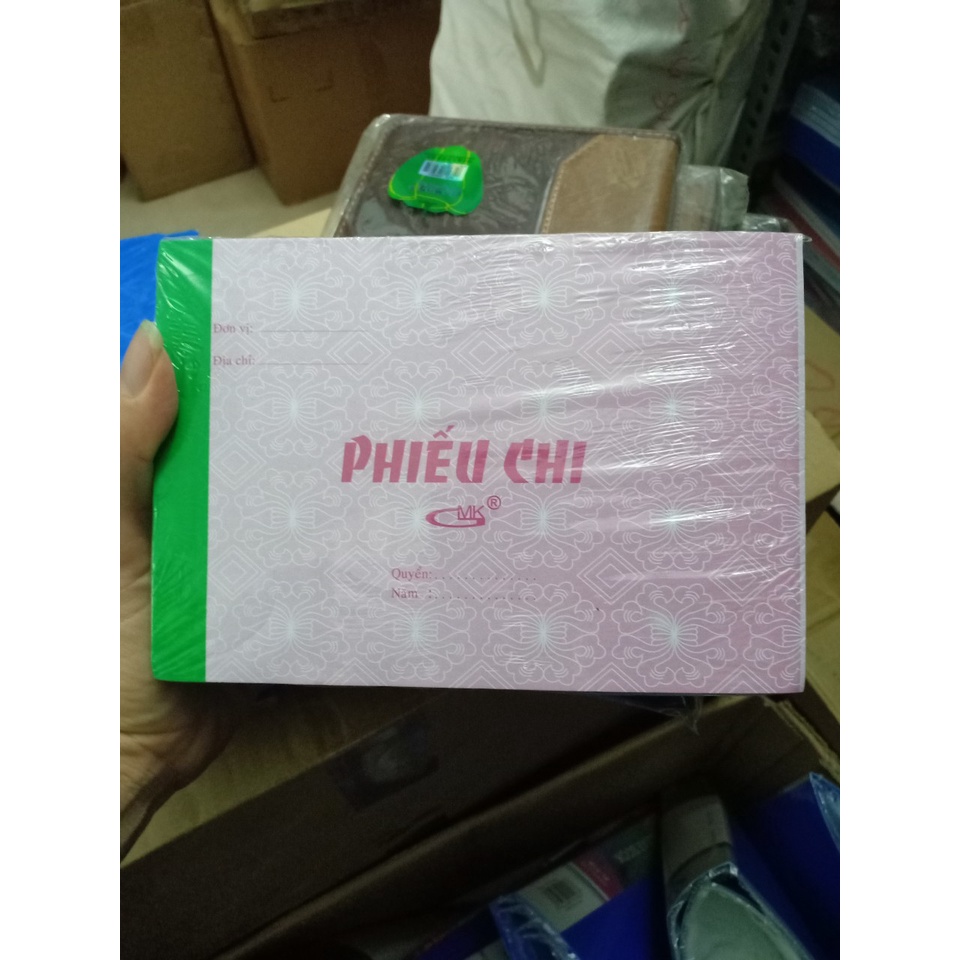 Đơn vị:....................
Địa chỉ:....................
PHIẾU CHI
MK®
Quyển:...............
Năm :...............